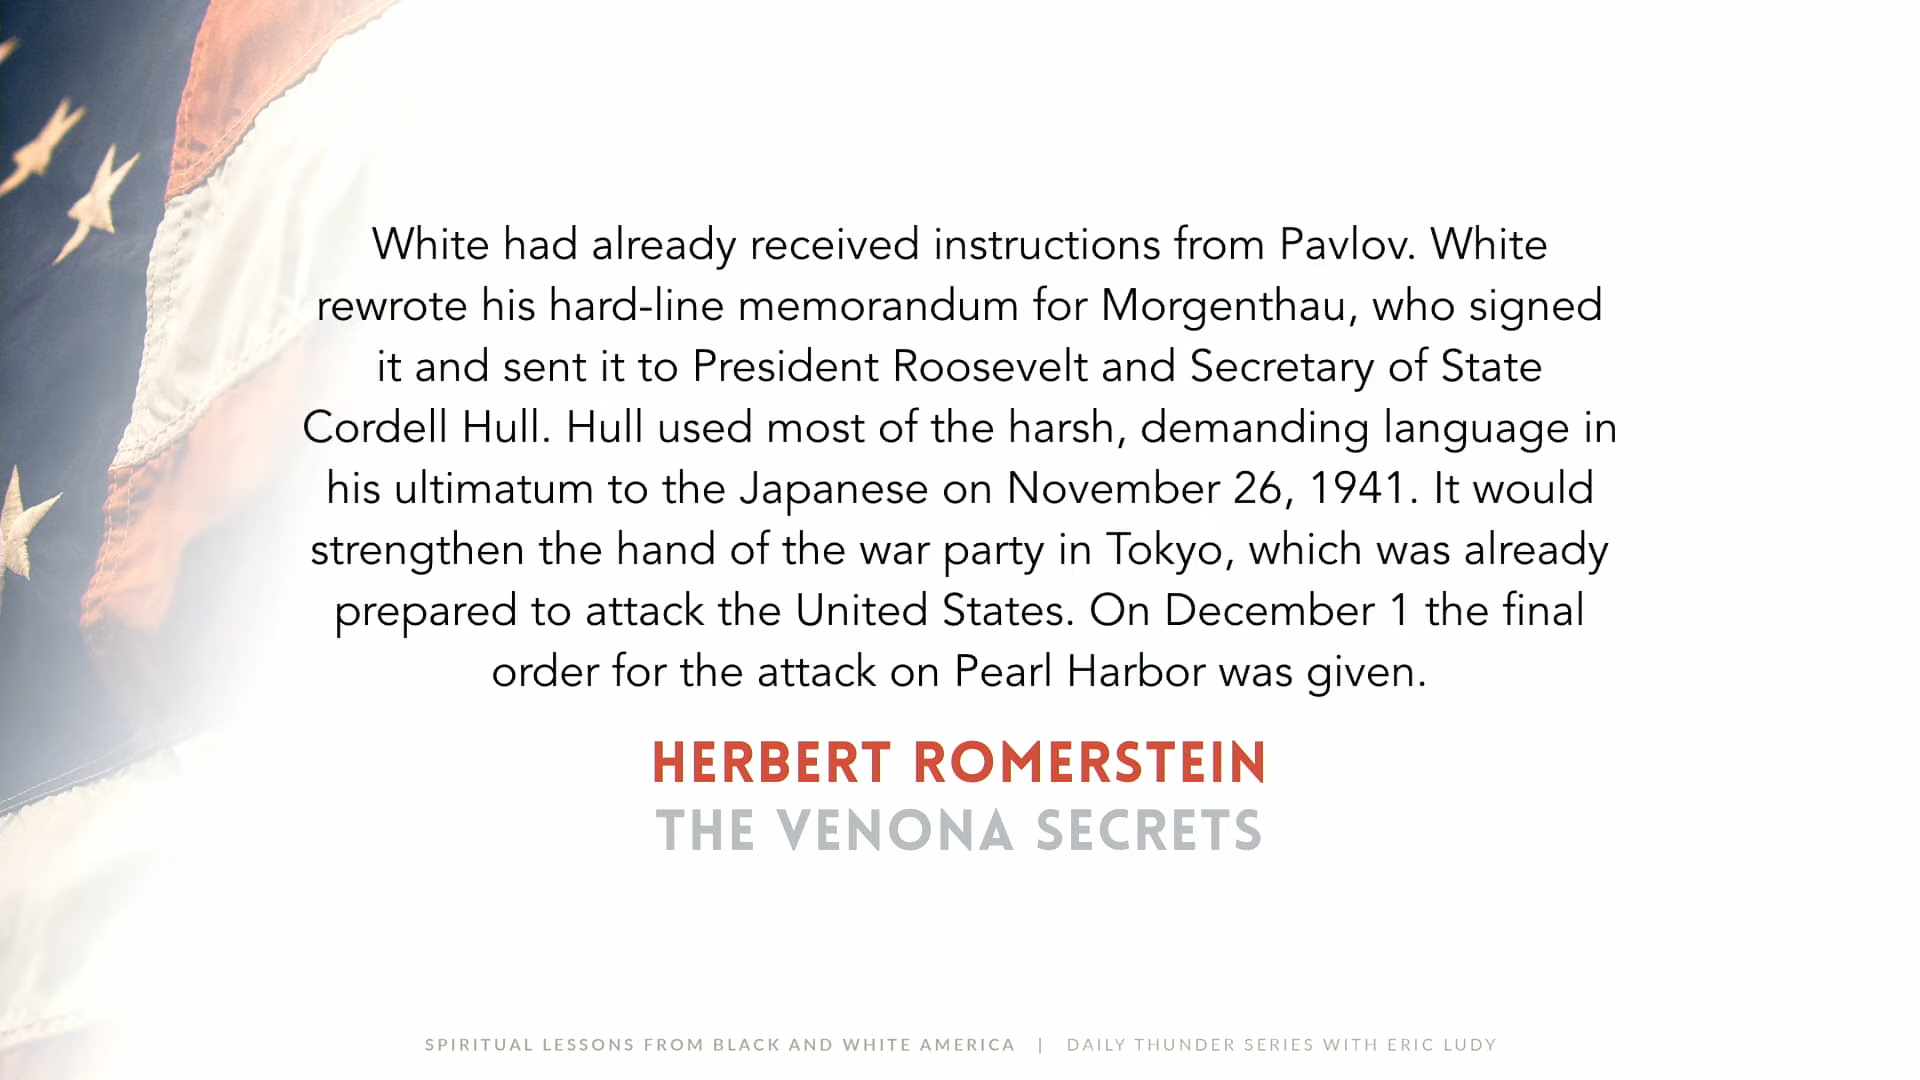 White had already received instructions from Pavlov. White
rewrote his hard-line memorandum for Morgenthau, who signed
it and sent it to President Roosevelt and Secretary of State
Cordell Hull. Hull used most of the harsh, demanding language in
his ultimatum to the Japanese on November 26, 1941. It would
strengthen the hand of the war party in Tokyo, which was already
prepared to attack the United States. On December 1 the final
order for the attack on Pearl Harbor was given.
HERBERT ROMERSTEIN
THE VENONA SECRETS
SPIRITUAL LESSONS FROM BLACK AND WHITE AMERICA | DAILY THUNDER SERIES WITH ERIC LUDY